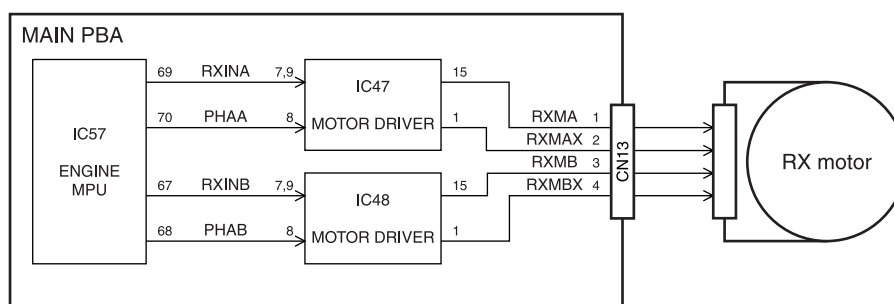 MAIN PBA
69 RXINA 7,9
IC47
MOTOR DRIVER
15
70 PHAA 8
1
IC57
ENGINE
MPU
67 RXINB 7,9
IC48
MOTOR DRIVER
15
68 PHAB 8
1
RXMA 1
RXMAX 2
RXMB 3
RXMBX 4
CN13
RX motor